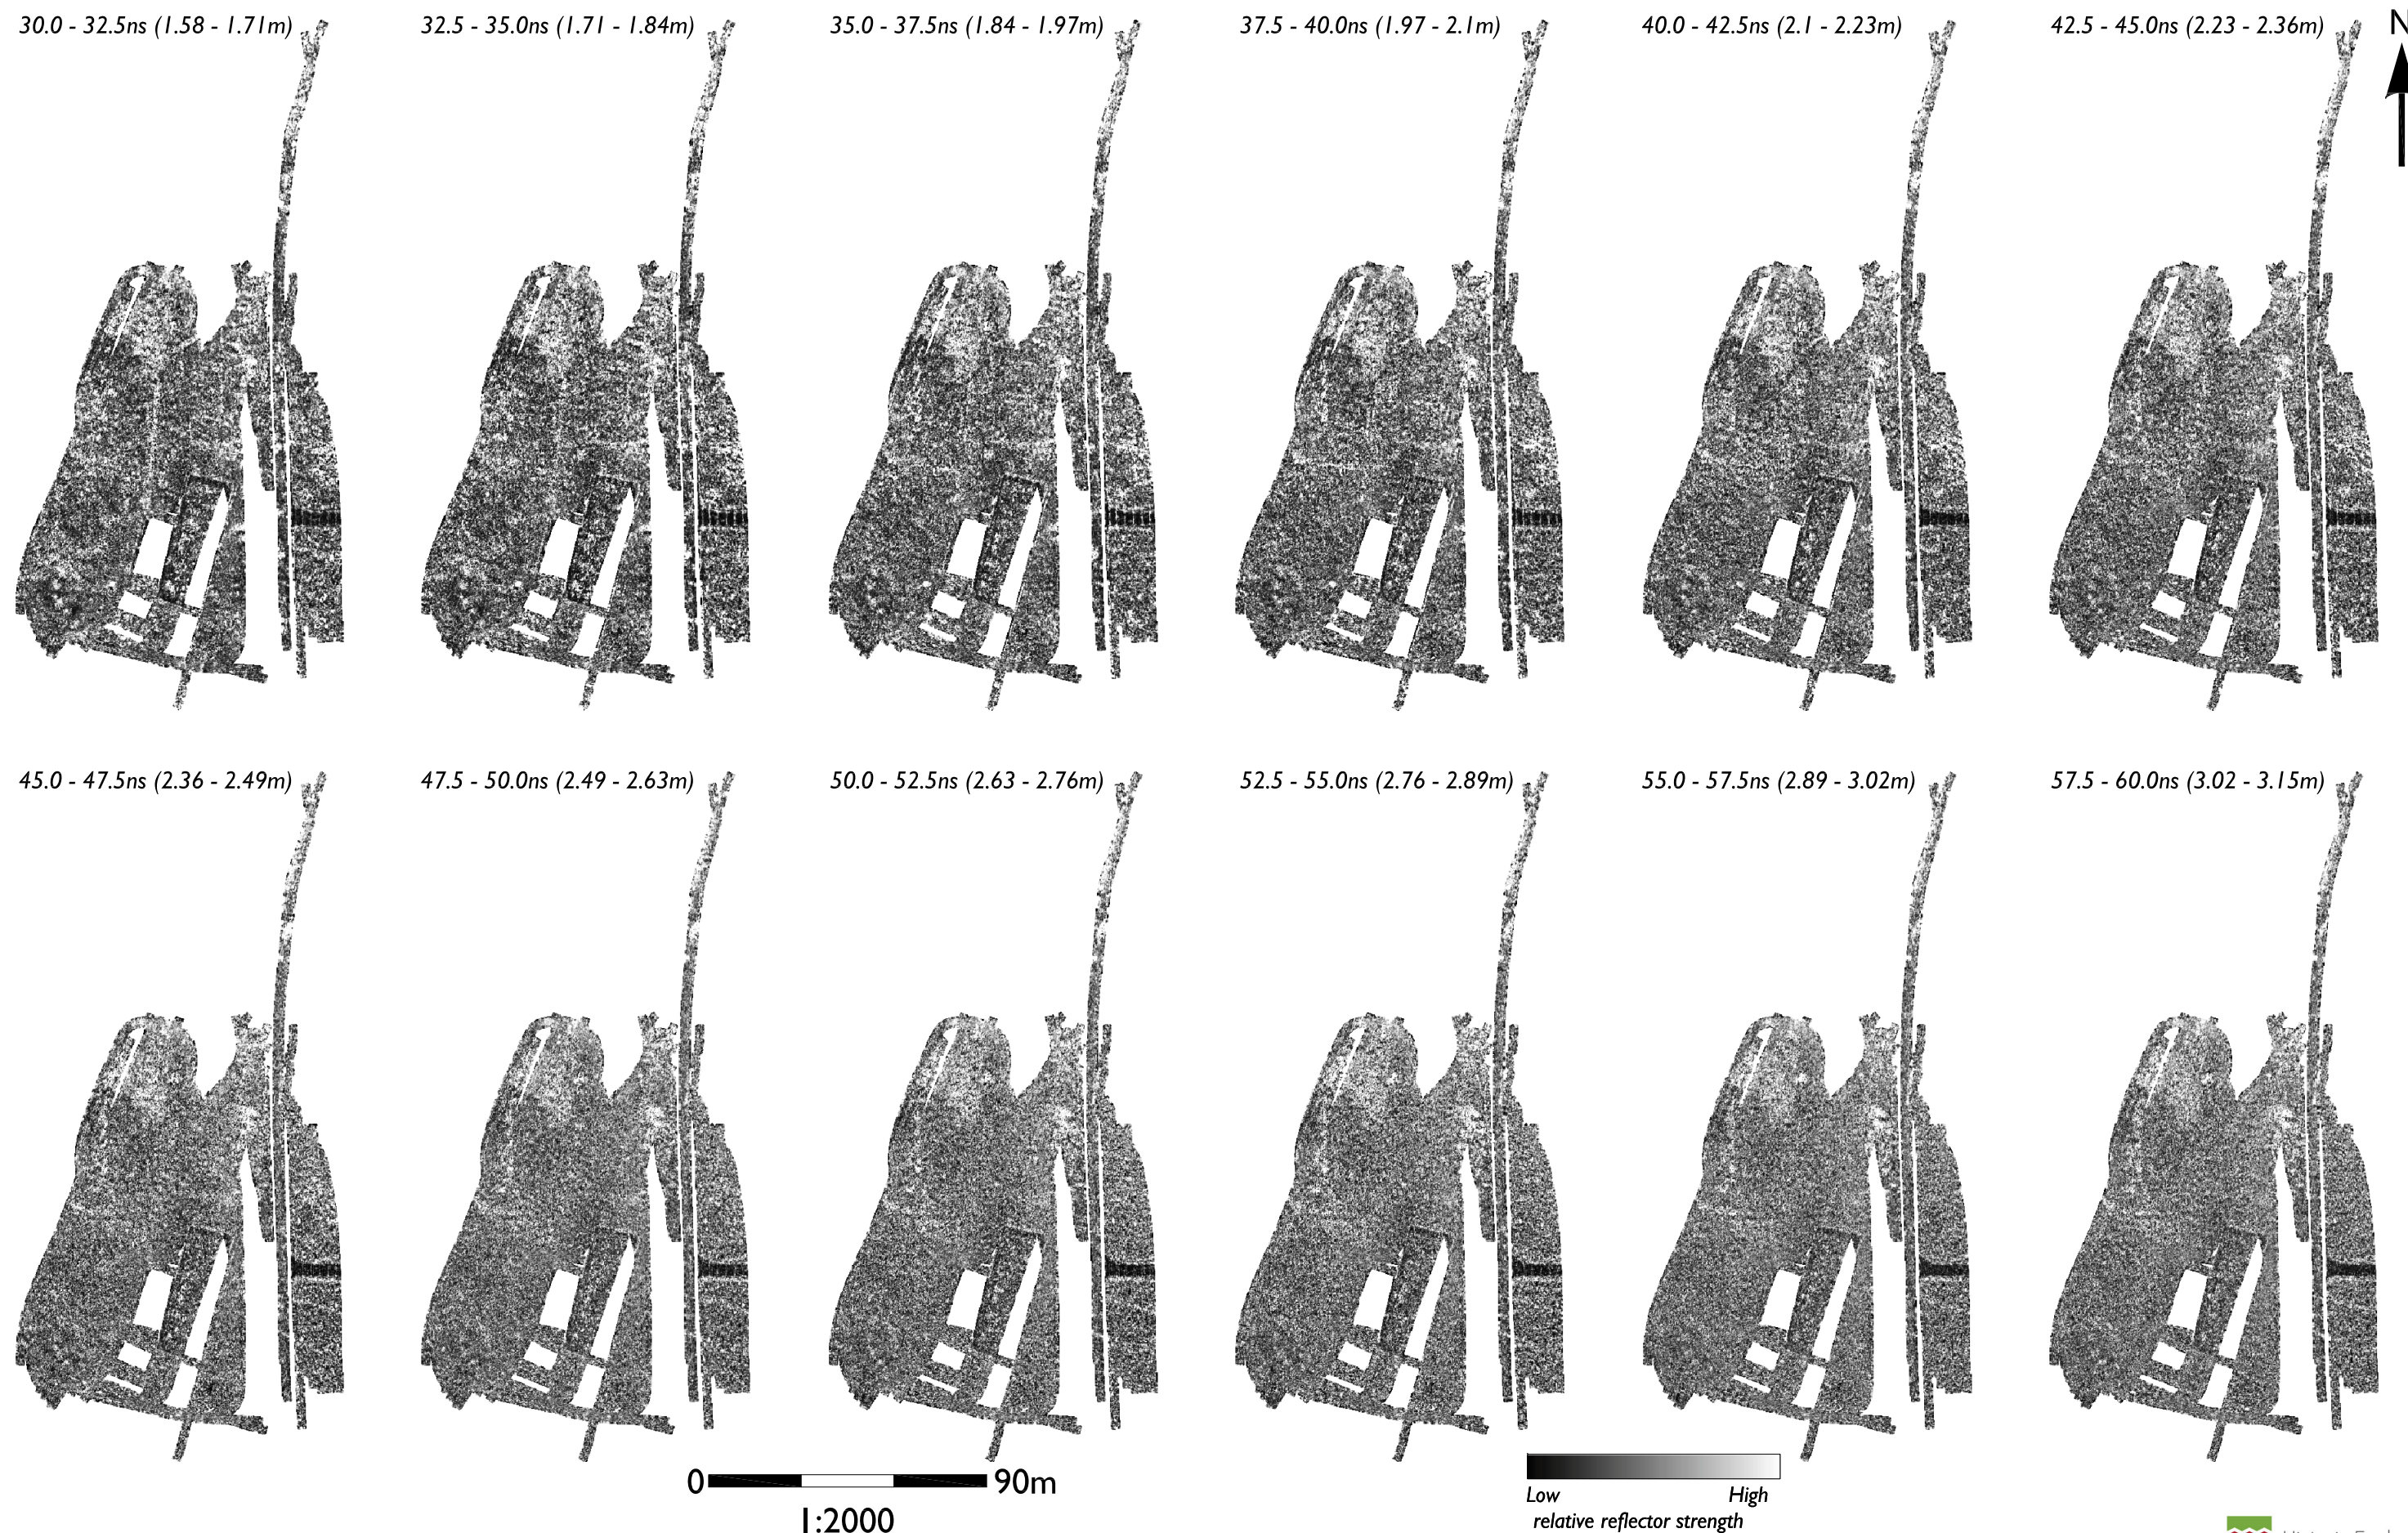 30.0 - 32.5ns (1.58 - 1.71m)
32.5 - 35.0ns (1.71 - 1.84m)
35.0 - 37.5ns (1.84 - 1.97m)
37.5 - 40.0ns (1.97 - 2.1m)
40.0 - 42.5ns (2.1 - 2.23m)
42.5 - 45.0ns (2.23 - 2.36m)
N
45.0 - 47.5ns (2.36 - 2.49m)
47.5 - 50.0ns (2.49 - 2.63m)
50.0 - 52.5ns (2.63 - 2.76m)
52.5 - 55.0ns (2.76 - 2.89m)
55.0 - 57.5ns (2.89 - 3.02m)
57.5 - 60.0ns (3.02 - 3.15m)
0 90m
1:2000
Low High
relative reflector strength